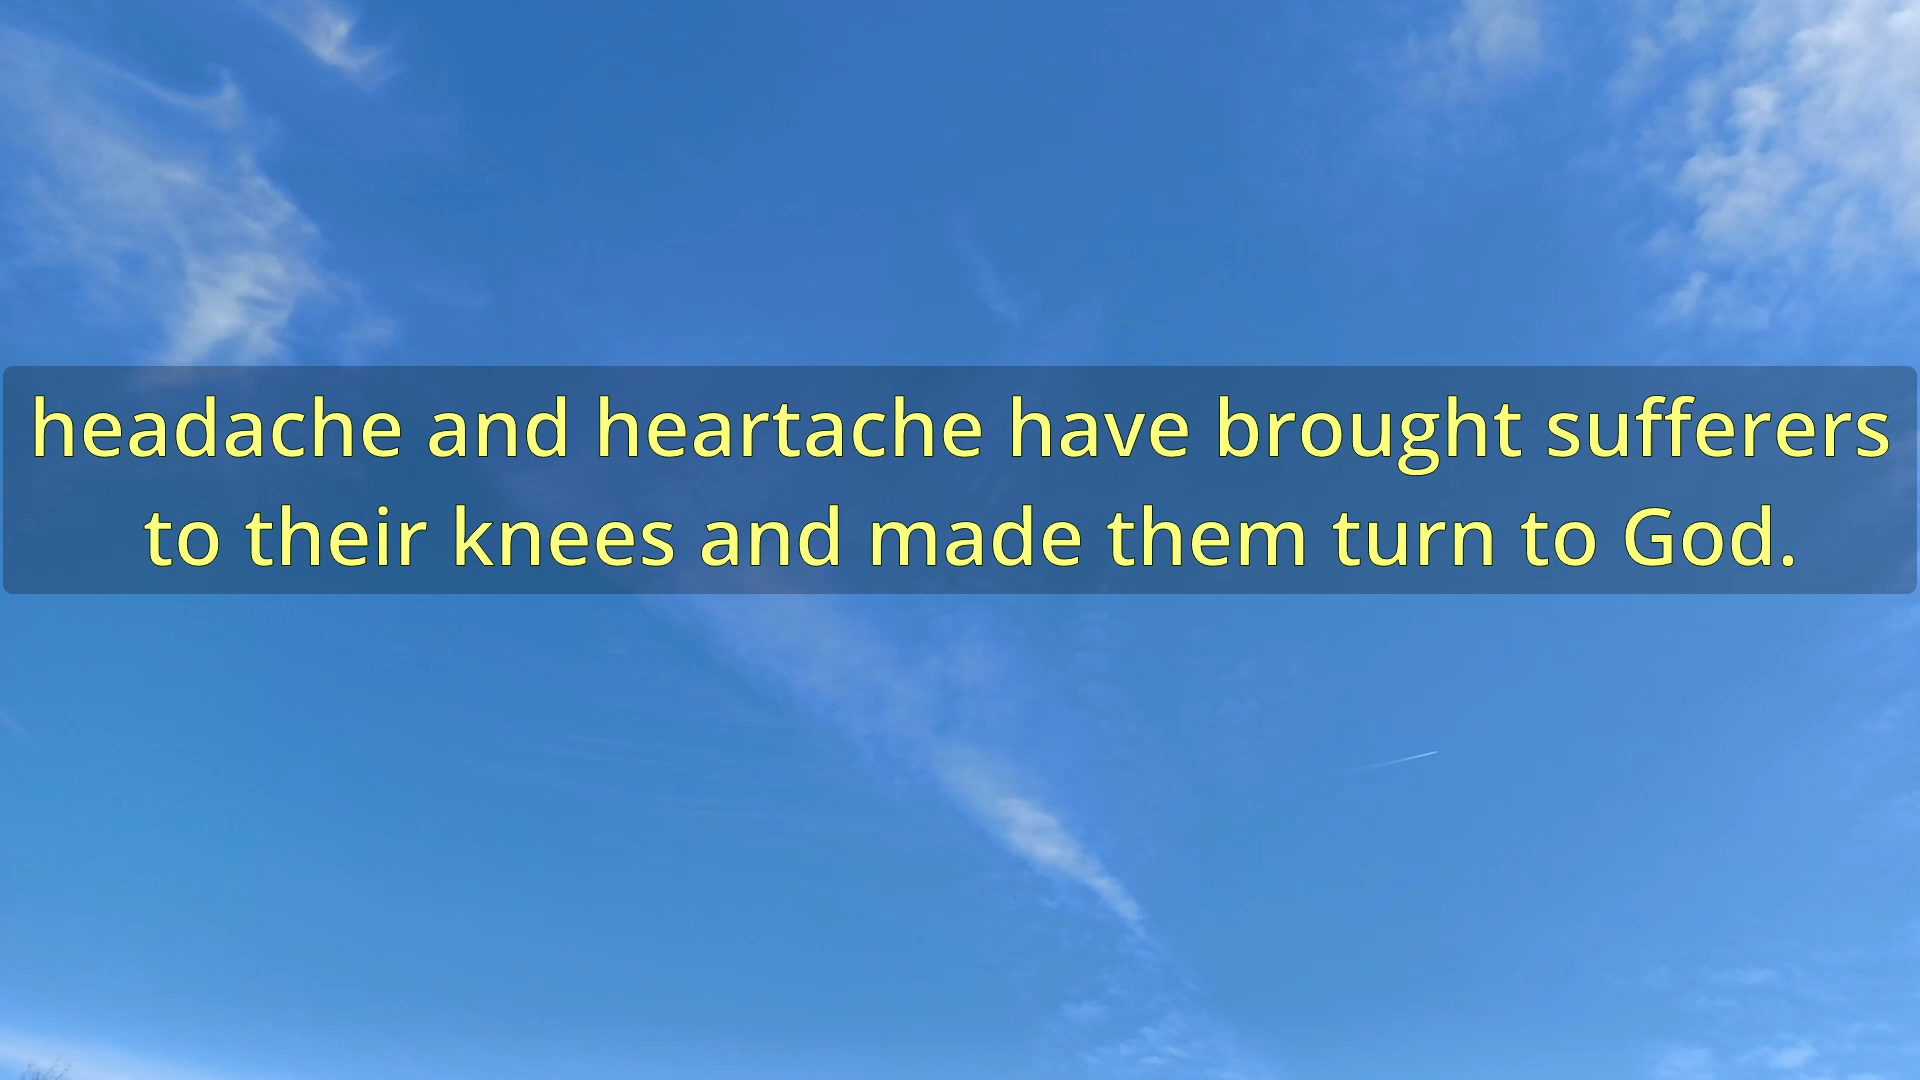 headache and heartache have brought sufferers
to their knees and made them turn to God.